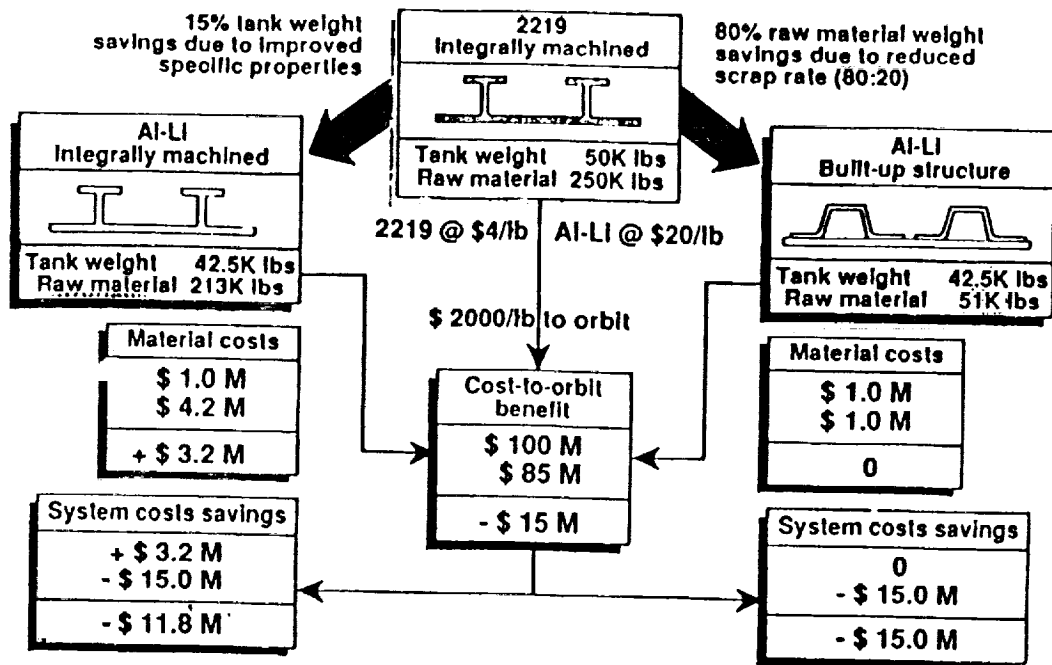 15% tank weight
savings due to improved
specific properties
2219
Integrally machined
Tank weight 50K lbs
Raw material 250K lbs
80% raw material weight
savings due to reduced
scrap rate (80:20)
Al-Li
Integrally machined
Tank weight 42.5K lbs
Raw material 213K lbs
Al-Li
Built-up structure
Tank weight 42.5K lbs
Raw material 51K lbs
2219 @ $4/lb Al-Li @ $20/lb
$ 2000/lb to orbit
Material costs
$ 1.0 M
$ 4.2 M
+ $ 3.2 M
Cost-to-orbit
benefit
$ 100 M
$ 85 M
- $ 15 M
Material costs
$ 1.0 M
$ 1.0 M
0
System costs savings
+ $ 3.2 M
- $ 15.0 M
- $ 11.8 M
System costs savings
0
- $ 15.0 M
- $ 15.0 M